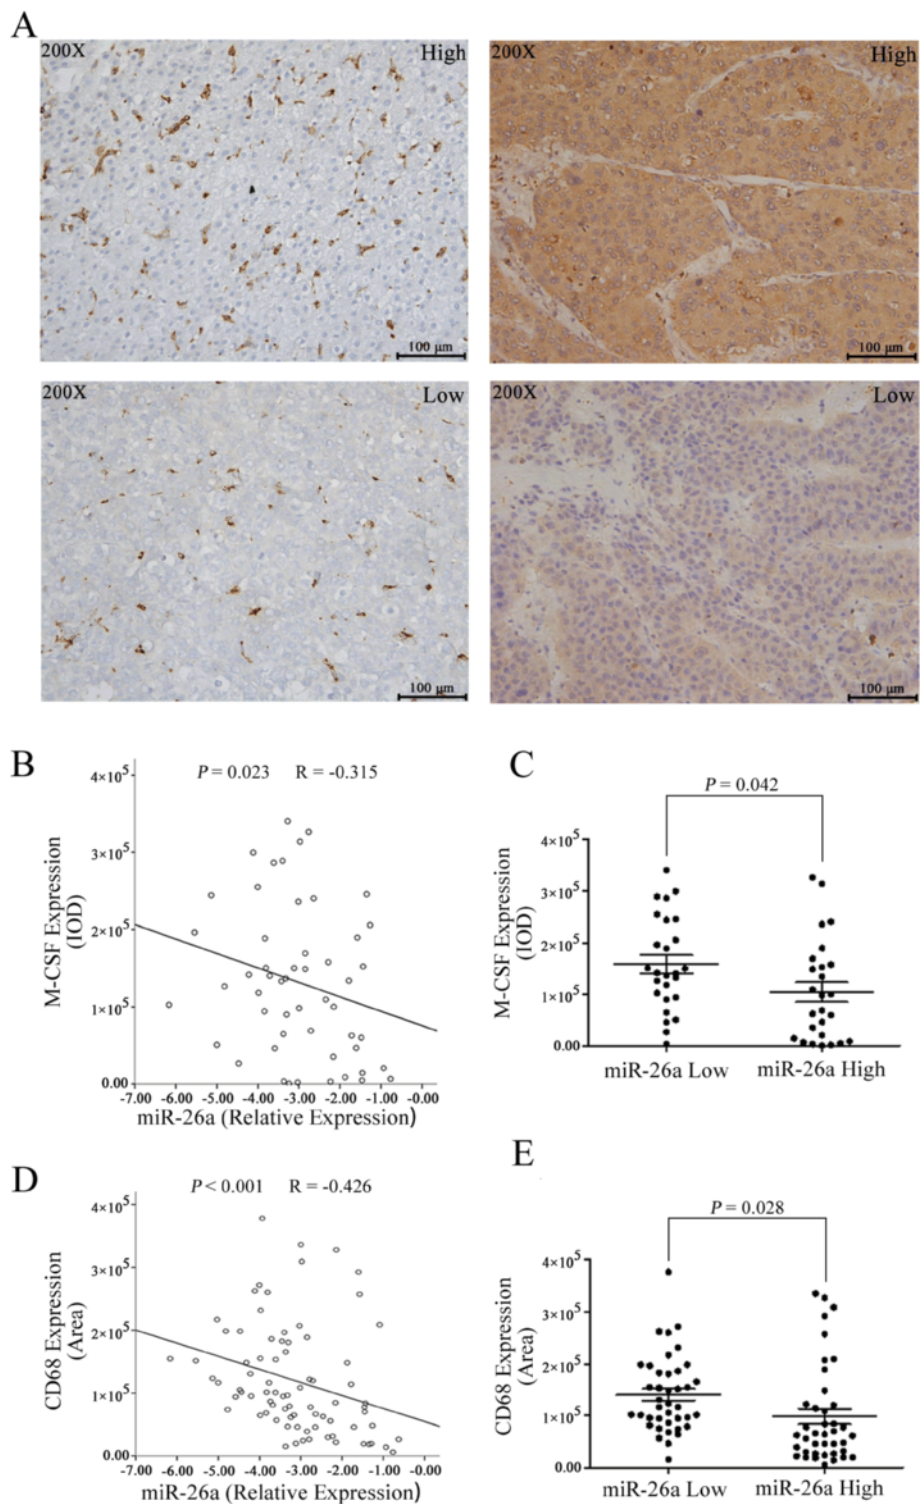 A
200X High
100 μm
200X High
100 μm
200X Low
100 μm
200X Low
100 μm
B
P = 0.023 R = -0.315
M-CSF Expression
(IOD)
4×10⁵
3×10⁵
2×10⁵
1×10⁵
0.00
-7.00 -6.00 -5.00 -4.00 -3.00 -2.00 -1.00 -0.00
miR-26a (Relative Expression)
C
P = 0.042
M-CSF Expression
(IOD)
4×10⁵
3×10⁵
2×10⁵
1×10⁵
0.00
miR-26a Low miR-26a High
D
P < 0.001 R = -0.426
CD68 Expression
(Area)
4×10⁵
3×10⁵
2×10⁵
1×10⁵
0.00
-7.00 -6.00 -5.00 -4.00 -3.00 -2.00 -1.00 -0.00
miR-26a (Relative Expression)
E
P = 0.028
CD68 Expression
(Area)
4×10⁵
3×10⁵
2×10⁵
1×10⁵
0.00
miR-26a Low miR-26a High